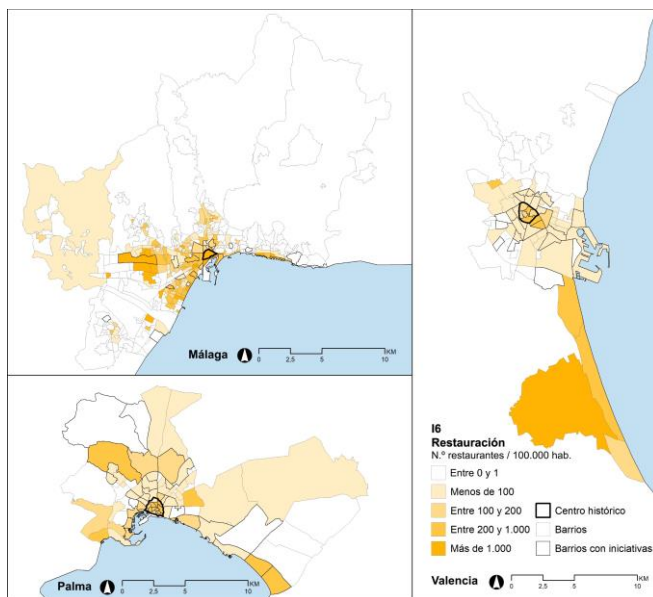 Málaga
0 2,5 5 10
KM
Palma
0 2,5 5 10
KM
I6
Restauración
N.º restaurantes / 100.000 hab.
Entre 0 y 1
Menos de 100
Entre 100 y 200
Entre 200 y 1.000
Más de 1.000
Centro histórico
Barrios
Barrios con iniciativas
Valencia
0 2,5 5 10
KM